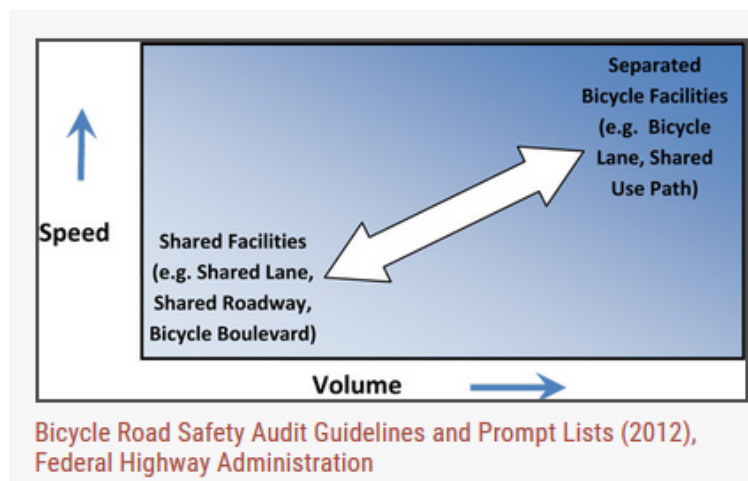 Separated
Bicycle Facilities
(e.g. Bicycle
Lane, Shared
Use Path)
Speed
Shared Facilities
(e.g. Shared Lane,
Shared Roadway,
Bicycle Boulevard)
Volume
Bicycle Road Safety Audit Guidelines and Prompt Lists (2012),
Federal Highway Administration